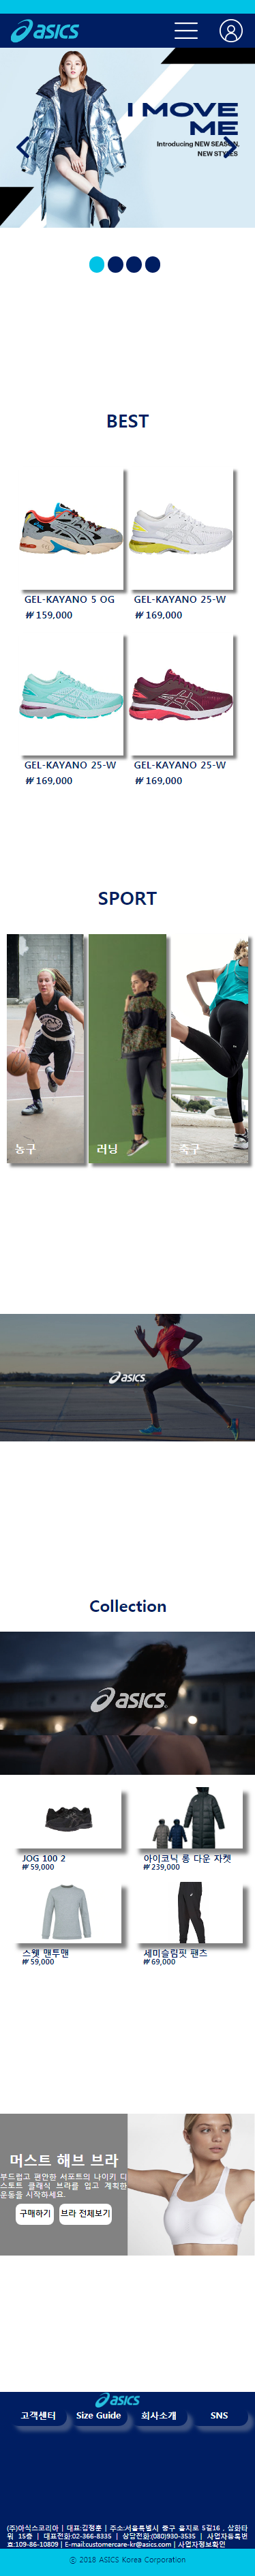 asics
I MOVE
ME
Introducing NEW SEASON,
NEW STYLES
BEST
GEL-KAYANO 5 OG
₩ 159,000
GEL-KAYANO 25-W
₩ 169,000
GEL-KAYANO 25-W
₩ 169,000
GEL-KAYANO 25-W
₩ 169,000
SPORT
농구
러닝
축구
asics
Collection
asics
JOG 100 2
₩ 59,000
아이코닉 롱 다운 자켓
₩ 239,000
스웻 맨투맨
₩ 59,000
세미슬림핏 팬츠
₩ 69,000
머스트 해브 브라
부드럽고 편안한 서포트의 나이키 디
스토트 클래식 브라를 입고 계획한
운동을 시작하세요.
구매하기
브라 전체보기
asics
고객센터
Size Guide
회사소개
SNS
(주)아식스코리아 | 대표:김정훈 | 주소:서울특별시 중구 을지로 5길16 , 삼화타
워 15층 | 대표전화:02-366-8335 | 상담전화:(080)930-3535 | 사업자등록번
호:109-86-10809 | E-mail:customercare-kr@asics.com | 사업자정보확인
ⓒ 2018 ASICS Korea Corporation